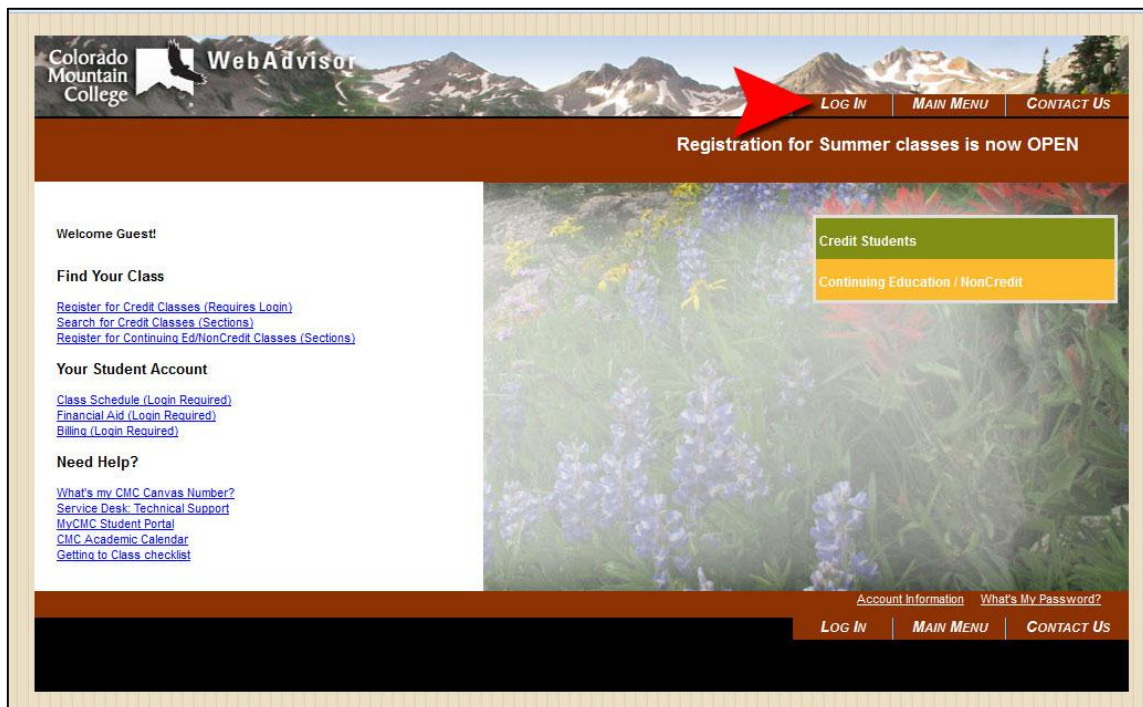 Colorado
Mountain
College
WebAdvisor
LOG IN MAIN MENU CONTACT US
Registration for Summer classes is now OPEN
Welcome Guest!
Find Your Class
Register for Credit Classes (Requires Login)
Search for Credit Classes (Sections)
Register for Continuing Ed/NonCredit Classes (Sections)
Your Student Account
Class Schedule (Login Required)
Financial Aid (Login Required)
Billing (Login Required)
Need Help?
What's my CMC Canvas Number?
Service Desk: Technical Support
MyCMC Student Portal
CMC Academic Calendar
Getting to Class checklist
Credit Students
Continuing Education / NonCredit
Account Information What's My Password?
LOG IN MAIN MENU CONTACT US